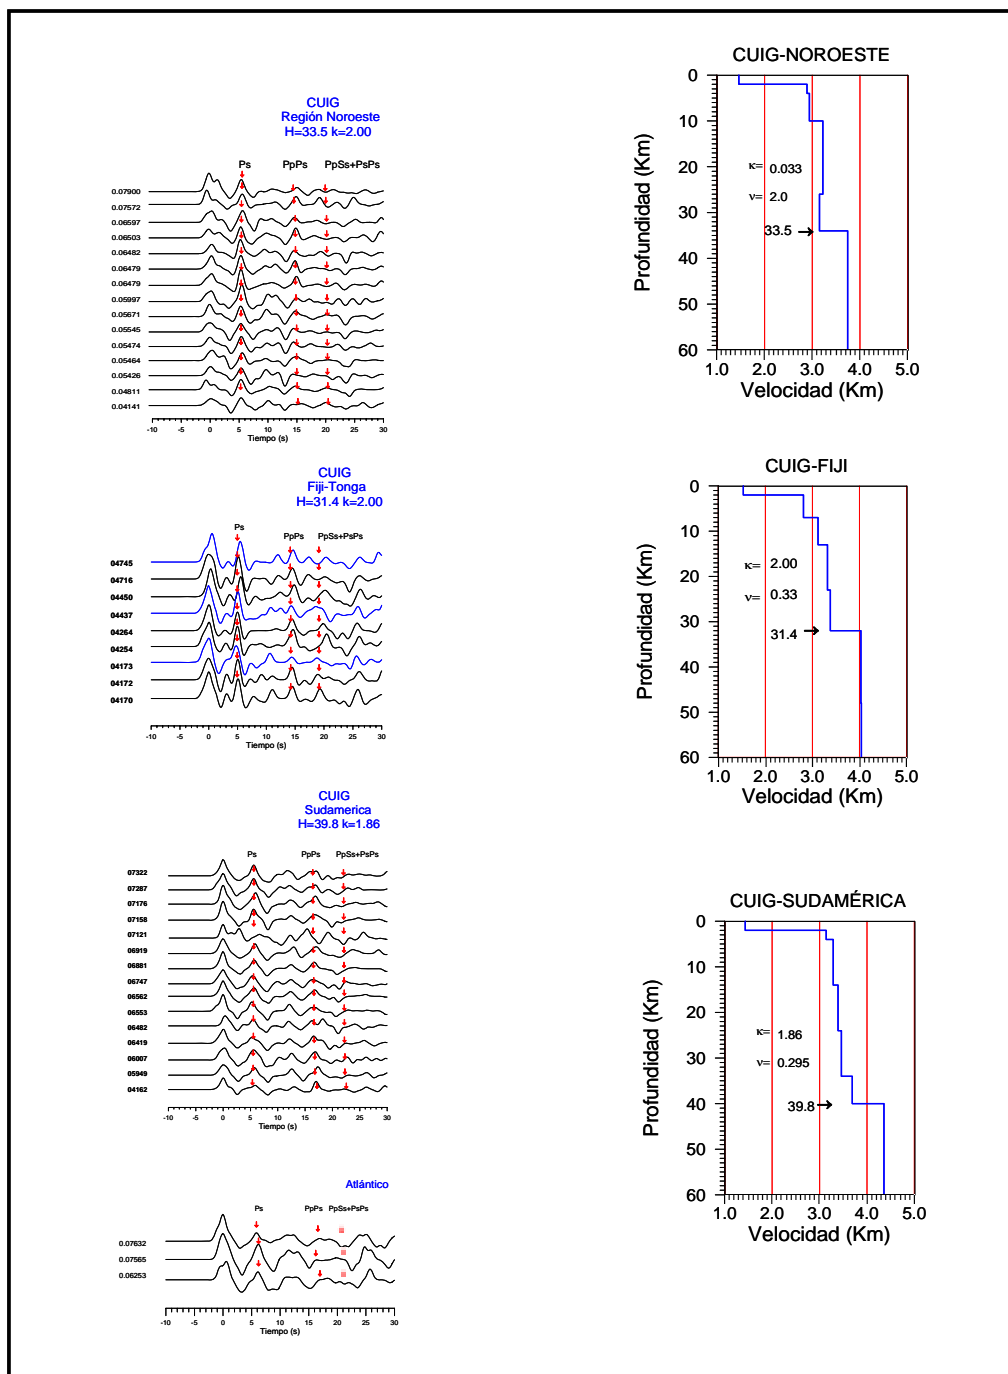 CUIG
Región Noroeste
H=33.5 k=2.00
Ps PpPs PpSs+PsPs
0.07900
0.07572
0.06597
0.06503
0.06482
0.06479
0.06479
0.05997
0.05671
0.05545
0.05474
0.05464
0.05426
0.04811
0.04141
-10 -5 0 5 10 15 20 25 30
Tiempo (s)
CUIG-NOROESTE
0
10
20
30
40
50
60
Profundidad (Km)
κ= 0.033
ν= 2.0
33.5
1.0 2.0 3.0 4.0 5.0
Velocidad (Km)
CUIG
Fiji-Tonga
H=31.4 k=2.00
Ps PpPs PpSs+PsPs
04745
04716
04450
04437
04264
04254
04173
04172
04170
-10 -5 0 5 10 15 20 25 30
Tiempo (s)
CUIG-FIJI
0
10
20
30
40
50
60
Profundidad (Km)
κ= 2.00
ν= 0.33
31.4
1.0 2.0 3.0 4.0 5.0
Velocidad (Km)
CUIG
Sudamerica
H=39.8 k=1.86
Ps PpPs PpSs+PsPs
07322
07287
07176
07158
07121
06919
06881
06747
06562
06553
06482
06419
06007
05949
04162
-10 -5 0 5 10 15 20 25 30
Tiempo (s)
CUIG-SUDAMÉRICA
0
10
20
30
40
50
60
Profundidad (Km)
κ= 1.86
ν= 0.295
39.8
1.0 2.0 3.0 4.0 5.0
Velocidad (Km)
Atlántico
Ps PpPs PpSs+PsPs
0.07632
0.07565
0.06253
-10 -5 0 5 10 15 20 25 30
Tiempo (s)